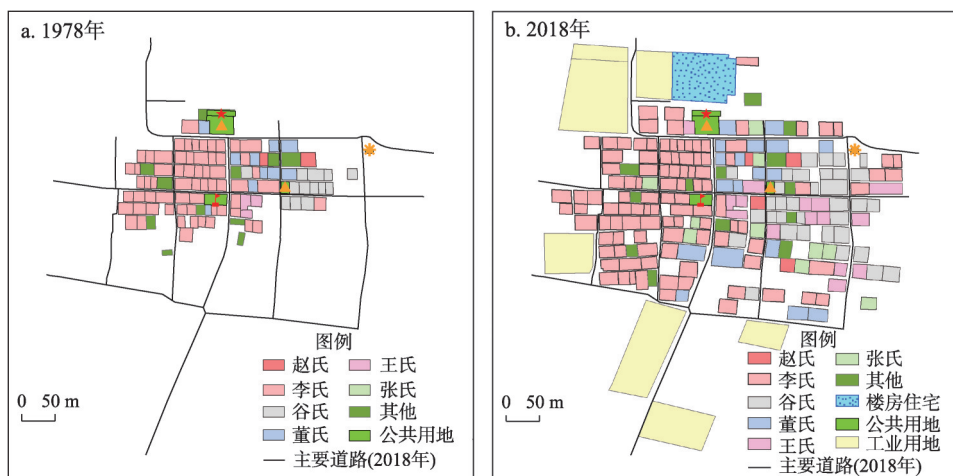 a. 1978年
图例
赵氏 王氏
李氏 张氏
谷氏 其他
董氏 公共用地
主要道路(2018年)
0 50 m
b. 2018年
图例
赵氏 张氏
李氏 其他
谷氏 楼房住宅
董氏 公共用地
王氏 工业用地
主要道路(2018年)
0 50 m